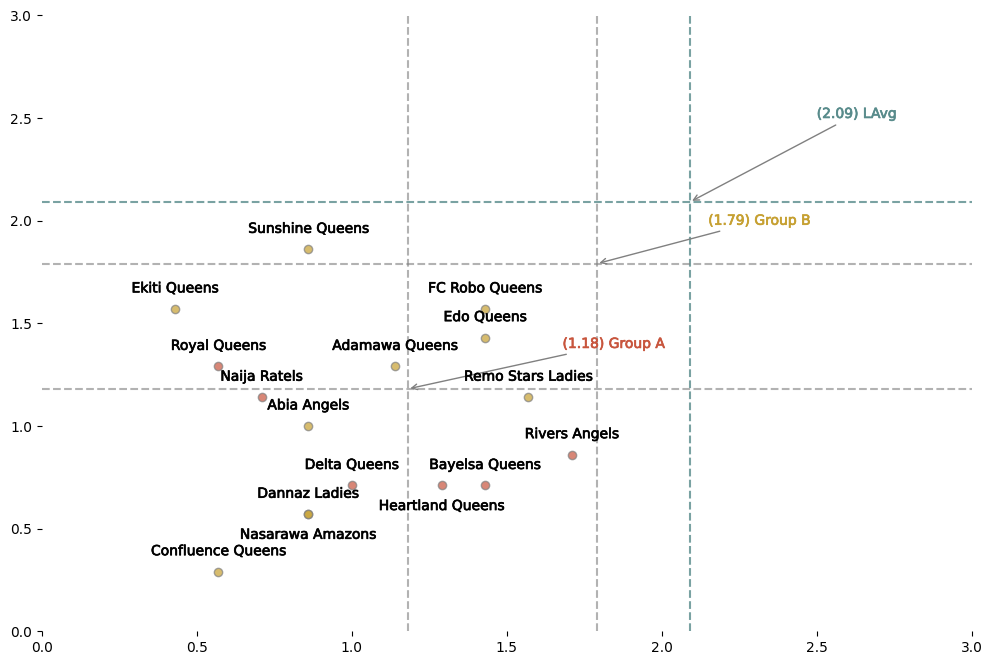 3.0
2.5
(2.09) LAvg
2.0
(1.79) Group B
Sunshine Queens
Ekiti Queens
FC Robo Queens
1.5
Edo Queens
Royal Queens
Adamawa Queens
(1.18) Group A
Naija Ratels
Remo Stars Ladies
Abia Angels
1.0
Rivers Angels
Delta Queens
Bayelsa Queens
Dannaz Ladies
Heartland Queens
0.5
Nasarawa Amazons
Confluence Queens
0.0
0.0 0.5 1.0 1.5 2.0 2.5 3.0